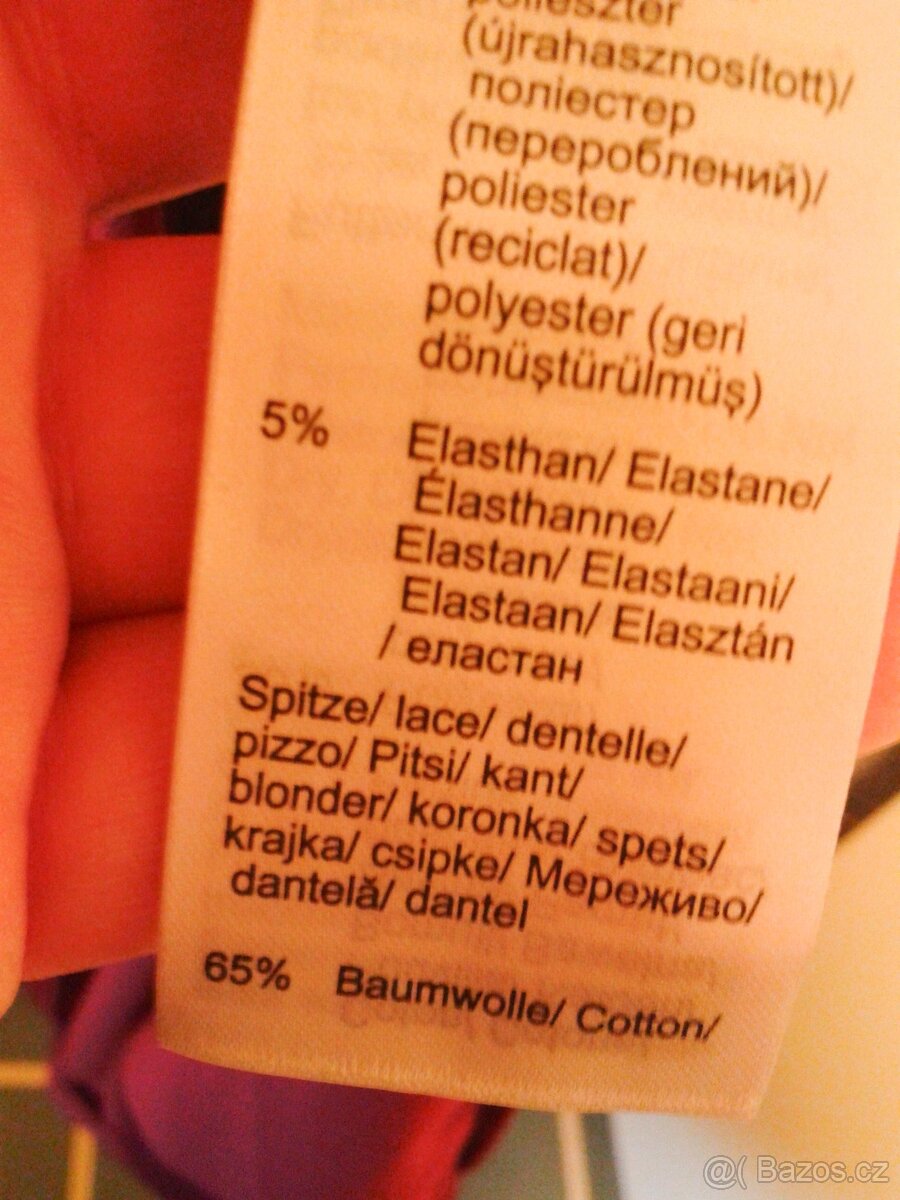 polieszter
(újrahasznosított)/
поліестер
(перероблений)/
poliester
(reciclat)/
polyester (geri
dönüştürülmüş)
5% Elasthan/ Elastane/
Élasthanne/
Elastan/ Elastaani/
Elastaan/ Elasztán
/ еластан
Spitze/ lace/ dentelle/
pizzo/ Pitsi/ kant/
blonder/ koronka/ spets/
krajka/ csipke/ Мереживо/
dantelă/ dantel
65% Baumwolle/ Cotton/
@( Bazos.cz